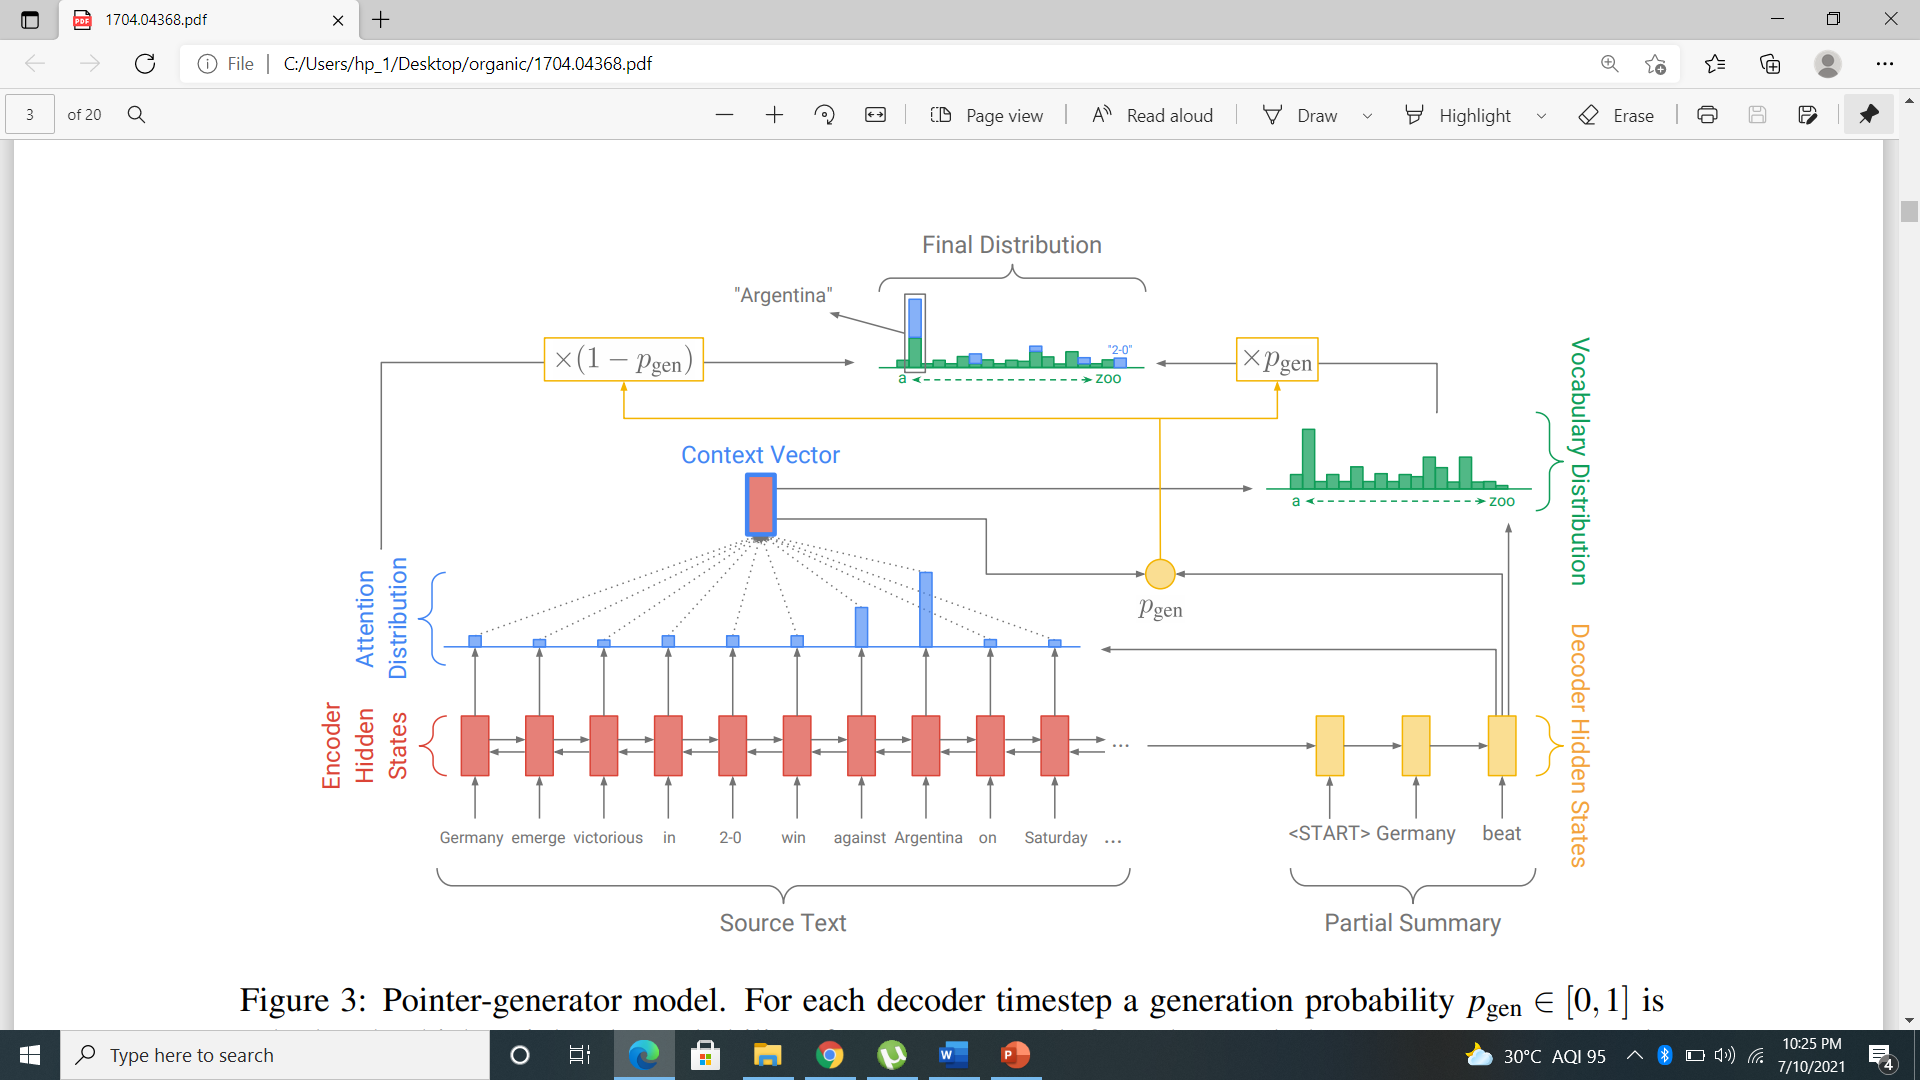 1704.04368.pdf
File
C:/Users/hp_1/Desktop/organic/1704.04368.pdf
3 of 20
Page view
Read aloud
Draw
Highlight
Erase
Final Distribution
"Argentina"
×(1 − pgen)
"2-0"
×pgen
a
zoo
Context Vector
a
zoo
Vocabulary Distribution
Attention
Distribution
pgen
Encoder
Hidden
States
...
Decoder Hidden States
Germany emerge victorious in 2-0 win against Argentina on Saturday ...
<START> Germany beat
Source Text
Partial Summary
Figure 3: Pointer-generator model. For each decoder timestep a generation probability pgen ∈ [0,1] is
Type here to search
30°C AQI 95
10:25 PM
7/10/2021
4